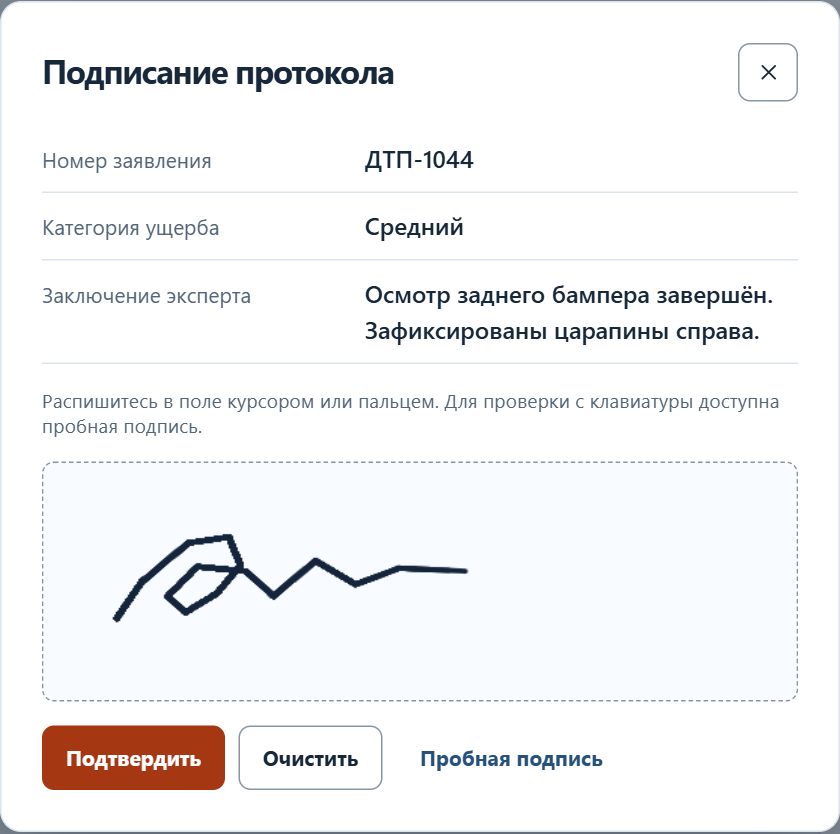 Подписание протокола
Номер заявления ДТП-1044
Категория ущерба Средний
Заключение эксперта Осмотр заднего бампера завершён.
Зафиксированы царапины справа.
Распишитесь в поле курсором или пальцем. Для проверки с клавиатуры доступна
пробная подпись.
Подтвердить Очистить Пробная подпись